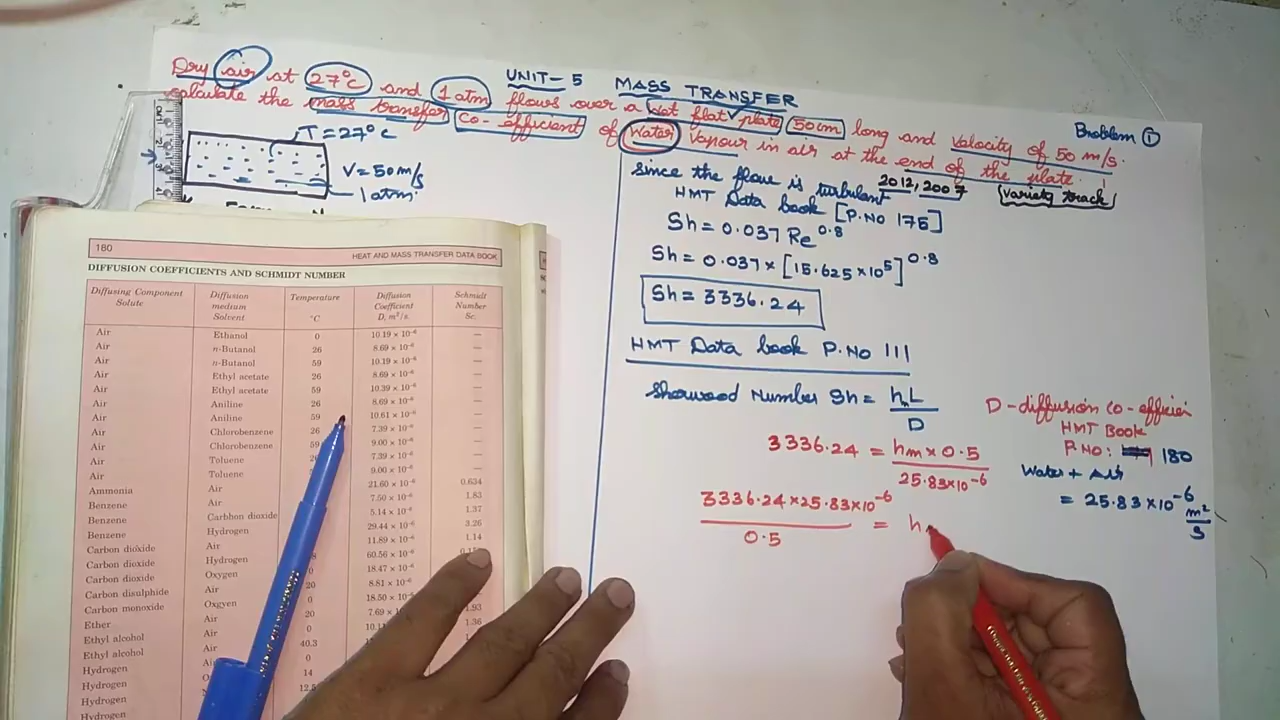 UNIT- 5 MASS TRANSFER
Dry air at 27°C and 1 atm flows over a wet flat plate 50cm long and Valocity of 50 m/s.
calculate the mass transfer Co-efficient of Water Vapour in air at the end of the plate.
Problem 1
2012, 2007
variety track
T = 27°C
V = 50 m/s
1 atm
Since the flow is turbulent
HMT Data book [P.NO 175]
Sh = 0.037 Re^0.8
Sh = 0.037 × [15.625 × 10^5]^0.8
Sh = 3336.24
HMT Data book P.NO 111
Sherwood Number Sh = hmL / D
3336.24 = hm × 0.5 / 25.83×10^-6
3336.24 × 25.83×10^-6 / 0.5 = hm
D - diffusion Co-efficien
HMT Book
P.NO: 180
Water + Air
= 25.83 × 10^-6 m²/s
180 HEAT AND MASS TRANSFER DATA BOOK
DIFFUSION COEFFICIENTS AND SCHMIDT NUMBER
Diffusing Component Solute Diffusion medium Solvent Temperature °C Diffusion Coefficient D, m²/s. Schmidt Number Sc.
Air Ethanol 0 10.19 × 10^-6 —
Air n-Butanol 26 8.69 × 10^-6 —
Air n-Butanol 59 10.19 × 10^-6 —
Air Ethyl acetate 26 8.69 × 10^-6 —
Air Ethyl acetate 59 10.39 × 10^-6 —
Air Aniline 26 8.69 × 10^-6 —
Air Aniline 59 10.61 × 10^-6 —
Air Chlorobenzene 26 7.39 × 10^-6 —
Air Chlorobenzene 59 9.00 × 10^-6 —
Air Toluene 7.39 × 10^-6 —
Air Toluene 9.00 × 10^-6 —
Ammonia Air 21.60 × 10^-6 0.634
Benzene Air 7.50 × 10^-6 1.83
Benzene Carbhon dioxide 5.14 × 10^-6 1.37
Benzene Hydrogen 29.44 × 10^-6 3.26
Carbon dioxide Air 11.89 × 10^-6 1.14
Carbon dioxide Hydrogen 60.56 × 10^-6
Carbon dioxide Oxygen 18.47 × 10^-6
Carbon disulphide Air 20 8.81 × 10^-6
Carbon monoxide Oxgyen 0 18.50 × 10^-6
Ether Air 20 7.69 × 1.93
Ethyl alcohol Air 0 1.36
Ethyl alcohol Air 40.3
Hydrogen Air 0
Hydrogen 14
Hydrogen
Hydrogen